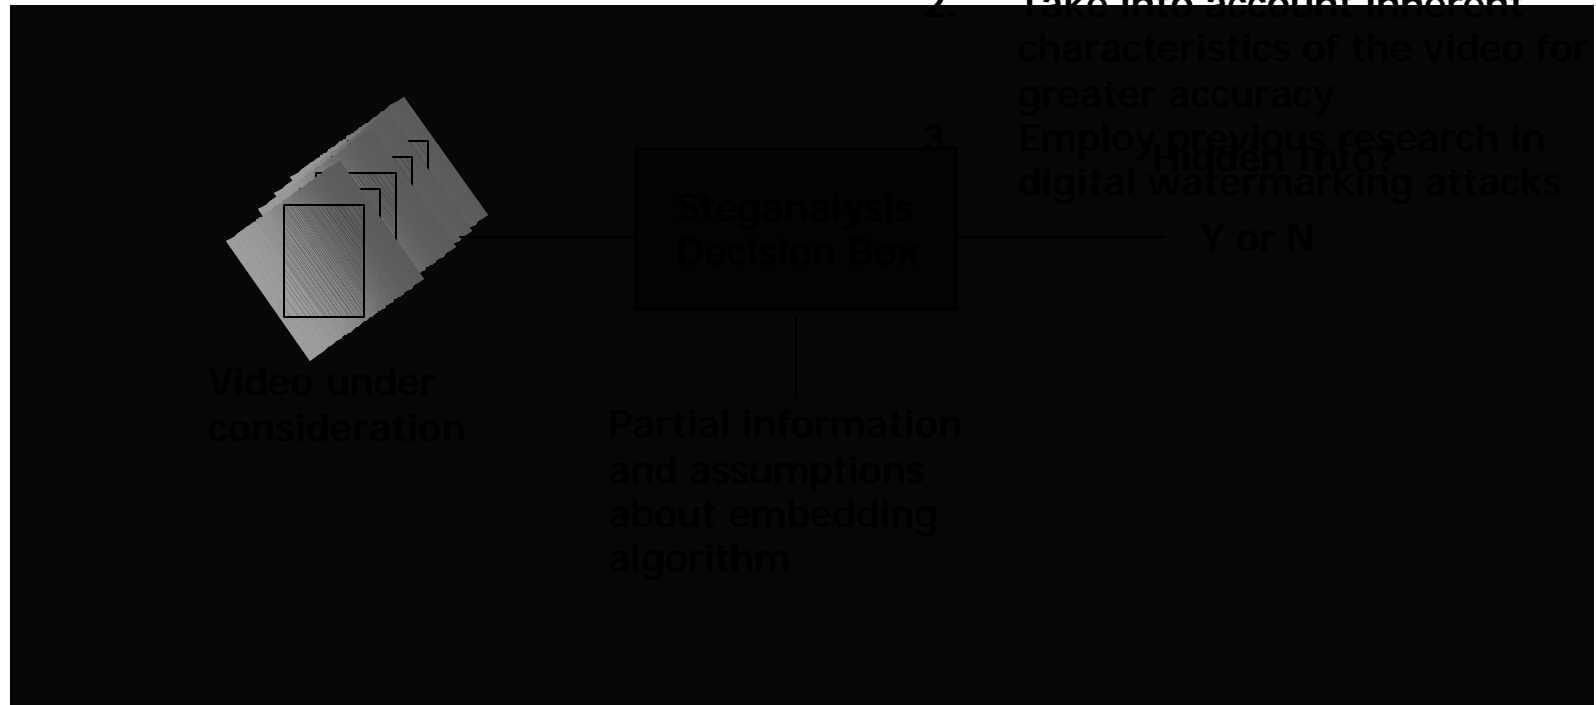 2. Take into account inherent
characteristics of the video for
greater accuracy
3. Employ previous research in
digital watermarking attacks
Hidden Info?
Y or N
Steganalysis
Decision Box
Video under
consideration
Partial information
and assumptions
about embedding
algorithm